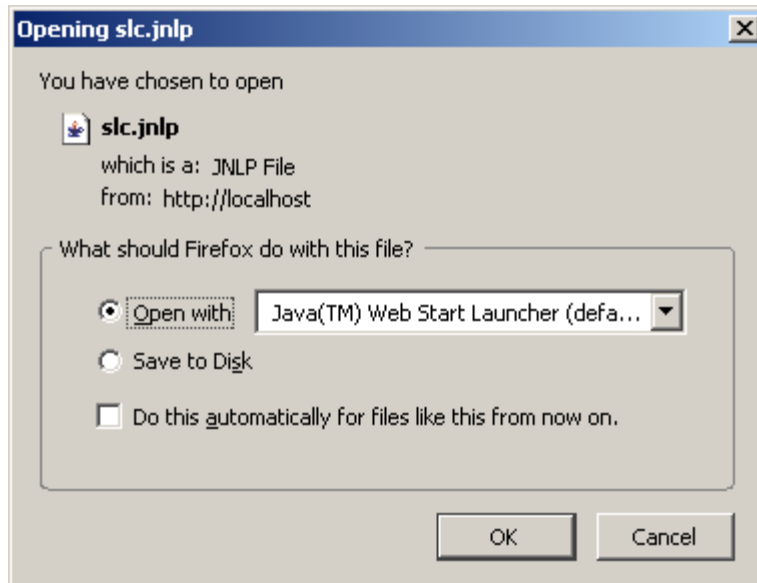 Opening slc.jnlp
You have chosen to open
slc.jnlp
which is a: JNLP File
from: http://localhost
What should Firefox do with this file?
Open with Java(TM) Web Start Launcher (defa...
Save to Disk
Do this automatically for files like this from now on.
OK Cancel